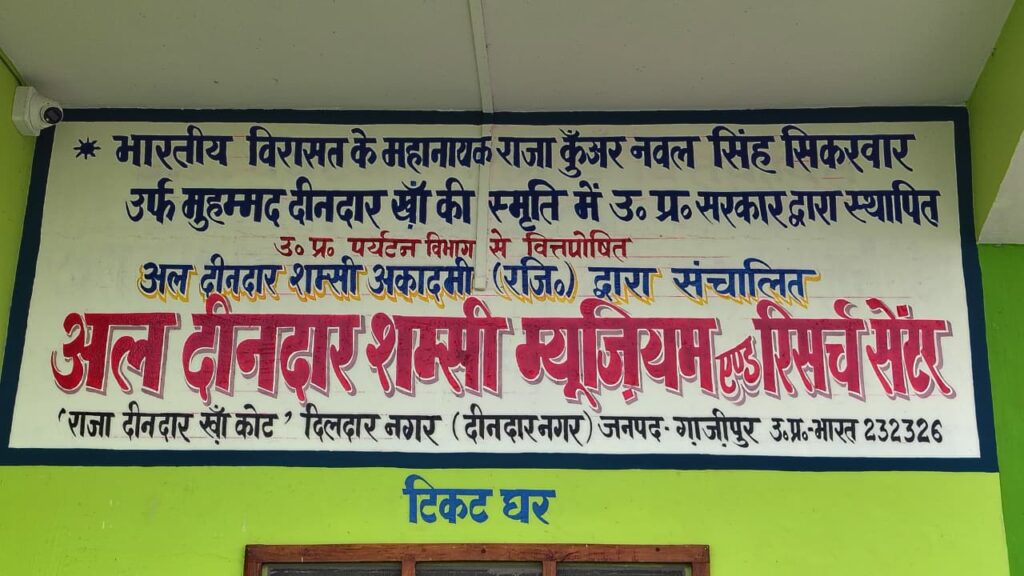 * भारतीय विरासत के महानायक राजा कुँअर नवल सिंह सिकरवार
उर्फ मुहम्मद दीनदार ख़ाँ की स्मृति में उ॰ प्र॰ सरकार द्वारा स्थापित
उ॰ प्र॰ पर्यटन विभाग से वित्तपोषित
अल दीनदार शम्सी अकादमी (रजि॰) द्वारा संचालित
अल दीनदार शम्सी म्यूज़ियम एण्ड रिसर्च सेंटर
'राजा दीनदार ख़ाँ कोट' दिलदार नगर (दीनदारनगर) जनपद- ग़ाज़ीपुर उ॰प्र॰-भारत 232326
टिकट घर